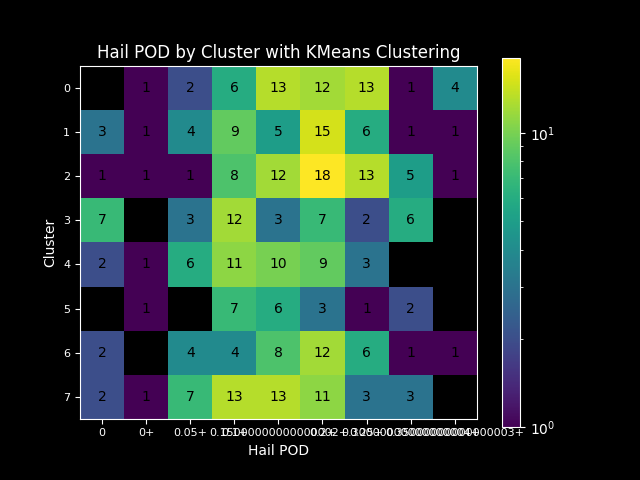 Hail POD by Cluster with KMeans Clustering
0 1 2 6 13 12 13 1 4
1 3 1 4 9 5 15 6 1 1
2 1 1 1 8 12 18 13 5 1
3 7 3 12 3 7 2 6
4 2 1 6 11 10 9 3
5 1 7 6 3 1 2
6 2 4 4 8 12 6 1 1
7 2 1 7 13 13 11 3 3
0 0+ 0.05+
Hail POD
Cluster
10¹
10⁰